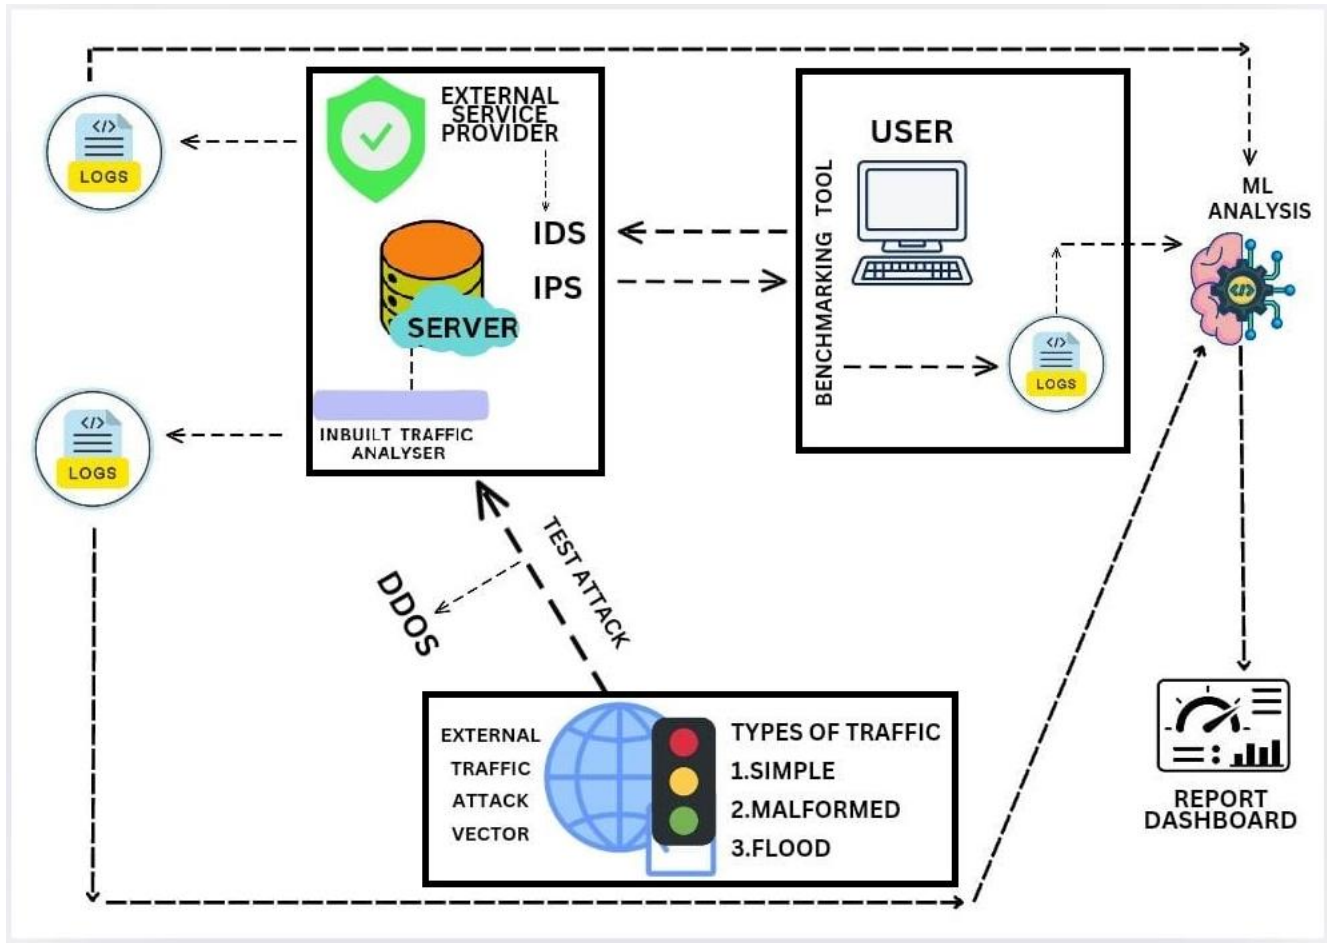 </>
LOGS
EXTERNAL
SERVICE
PROVIDER
IDS
IPS
SERVER
INBUILT TRAFFIC
ANALYSER
</>
LOGS
USER
BENCHMARKING TOOL
</>
LOGS
ML
ANALYSIS
</>
TEST ATTACK
DDOS
EXTERNAL
TRAFFIC
ATTACK
VECTOR
TYPES OF TRAFFIC
1.SIMPLE
2.MALFORMED
3.FLOOD
REPORT
DASHBOARD